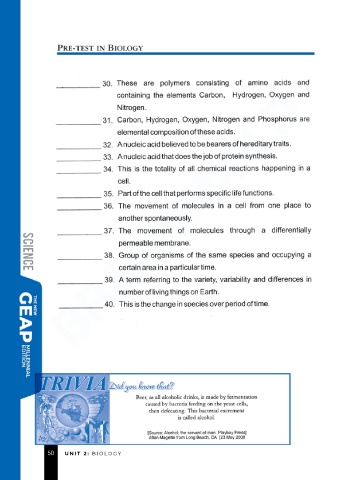 PRE-TEST IN BIOLOGY
__________ 30. These are polymers consisting of amino acids and
containing the elements Carbon, Hydrogen, Oxygen and
Nitrogen.
__________ 31. Carbon, Hydrogen, Oxygen, Nitrogen and Phosphorus are
elemental composition of these acids.
__________ 32. A nucleic acid believed to be bearers of hereditary traits.
__________ 33. A nucleic acid that does the job of protein synthesis.
__________ 34. This is the totality of all chemical reactions happening in a
cell.
__________ 35. Part of the cell that performs specific life functions.
__________ 36. The movement of molecules in a cell from one place to
another spontaneously.
__________ 37. The movement of molecules through a differentially
permeable membrane.
__________ 38. Group of organisms of the same species and occupying a
certain area in a particular time.
__________ 39. A term referring to the variety, variability and differences in
number of living things on Earth.
__________ 40. This is the change in species over period of time.
SCIENCE
THE NEW
GEAP
MILLENNIAL
EDITION
TRIVIA Did you know that?
Beer, as all alcoholic drinks, is made by fermentation
caused by bacteria feeding on the yeast cells,
then defecating. This bacterial excrement
is called alcohol.
[Source: Alcohol: the servant of man. Playboy Press]
Allan Magette from Long Beach, CA (23 May 2000
50 UNIT 2: BIOLOGY